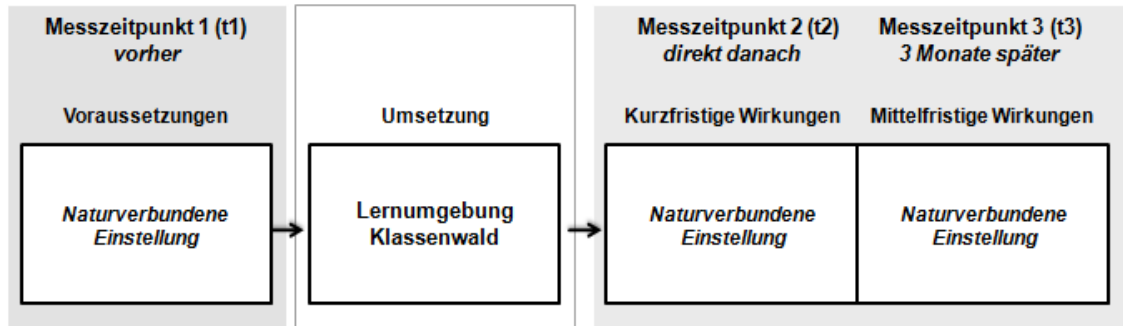 Messzeitpunkt 1 (t1)
vorher
Voraussetzungen
Naturverbundene
Einstellung
Umsetzung
Lernumgebung
Klassenwald
Messzeitpunkt 2 (t2)
direkt danach
Kurzfristige Wirkungen
Naturverbundene
Einstellung
Messzeitpunkt 3 (t3)
3 Monate später
Mittelfristige Wirkungen
Naturverbundene
Einstellung